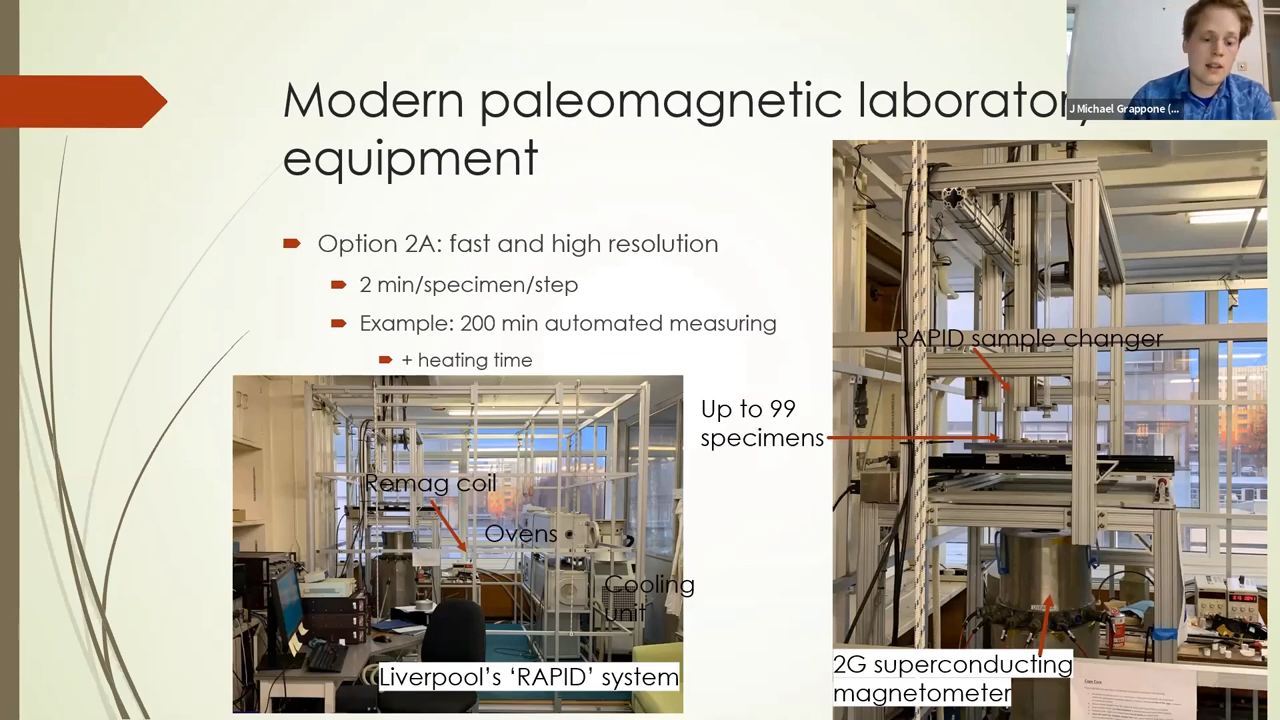 Modern paleomagnetic laboratory
equipment
J Michael Grappone (...
Option 2A: fast and high resolution
2 min/specimen/step
Example: 200 min automated measuring
+ heating time
RAPID sample changer
Up to 99
specimens
Remag coil
Ovens
Cooling
unit
Liverpool's 'RAPID' system
2G superconducting
magnetometer